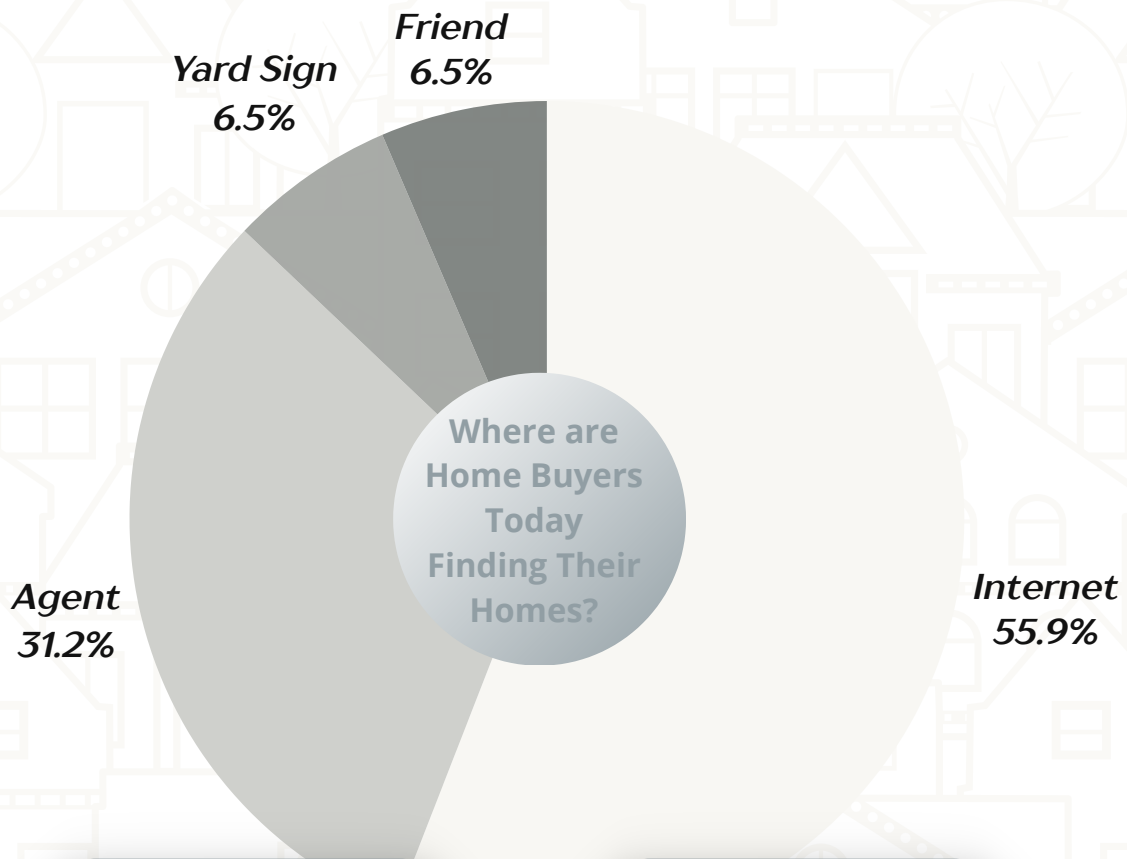 Friend
6.5%
Yard Sign
6.5%
Where are
Home Buyers
Today
Finding Their
Homes?
Agent
31.2%
Internet
55.9%